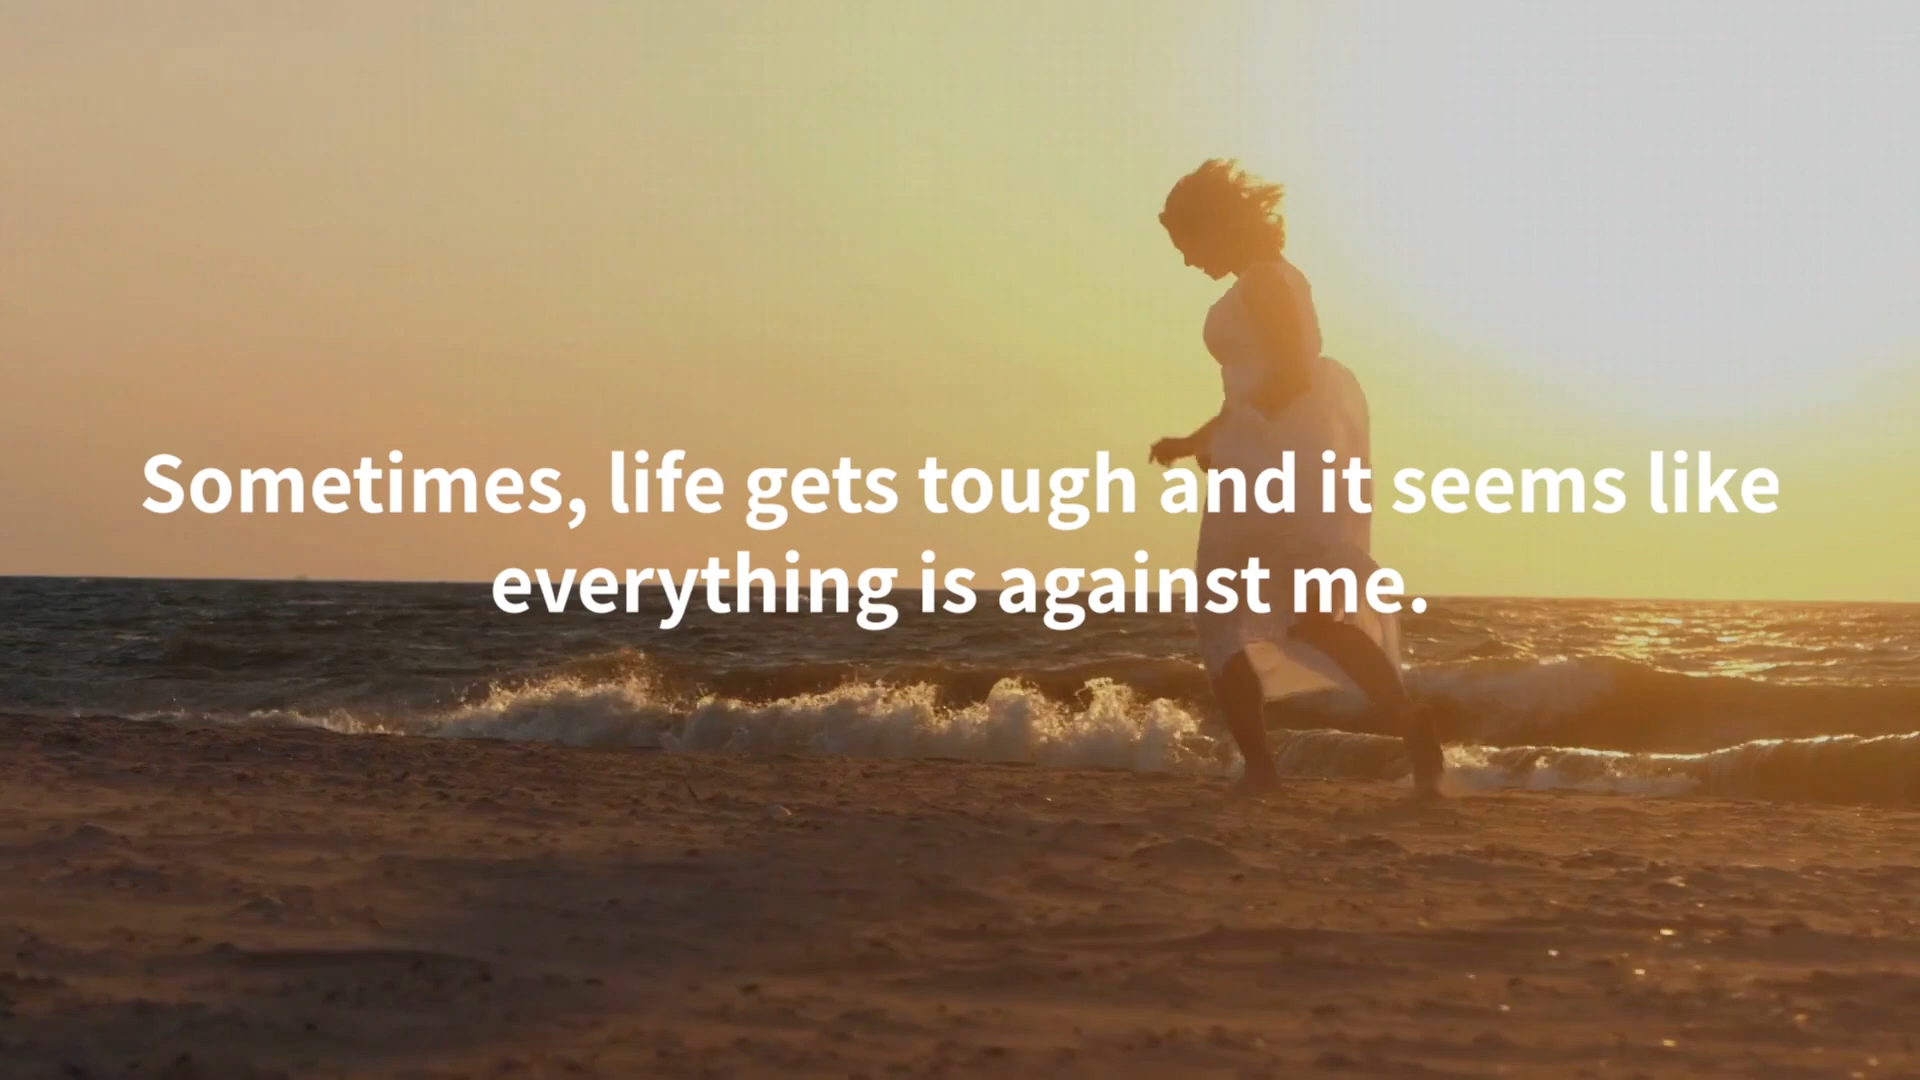 Sometimes, life gets tough and it seems like
everything is against me.